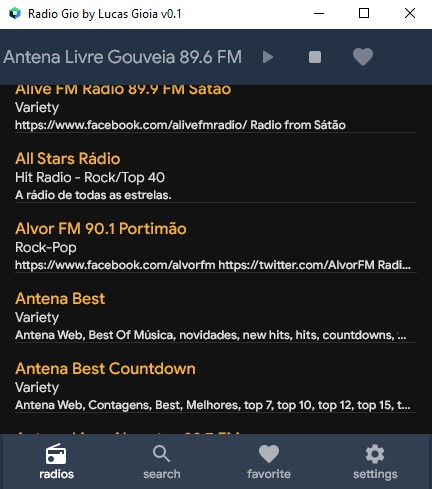 Radio Gio by Lucas Gioia v0.1
Antena Livre Gouveia 89.6 FM
Alive FM Radio 89.9 FM Sátão
Variety
https://www.facebook.com/alivefmradio/ Radio from Sátão
All Stars Rádio
Hit Radio - Rock/Top 40
A rádio de todas as estrelas.
Alvor FM 90.1 Portimão
Rock-Pop
https://www.facebook.com/alvorfm https://twitter.com/AlvorFM Radi...
Antena Best
Variety
Antena Web, Best Of Música, novidades, new hits, hits, countdowns, ...
Antena Best Countdown
Variety
Antena Web, Contagens, Best, Melhores, top 7, top 10, top 12, top 15, t...
radios
search
favorite
settings